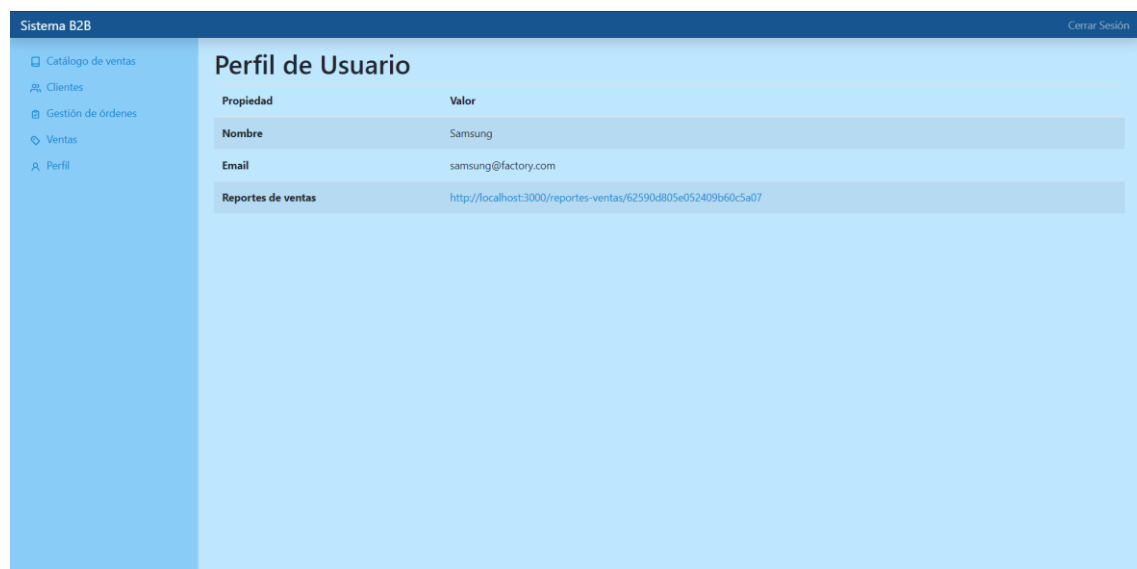 Sistema B2B
Cerrar Sesión
Catálogo de ventas
Clientes
Gestión de órdenes
Ventas
Perfil
Perfil de Usuario
Propiedad Valor
Nombre Samsung
Email samsung@factory.com
Reportes de ventas http://localhost:3000/reportes-ventas/62590d805e052409b60c5a07